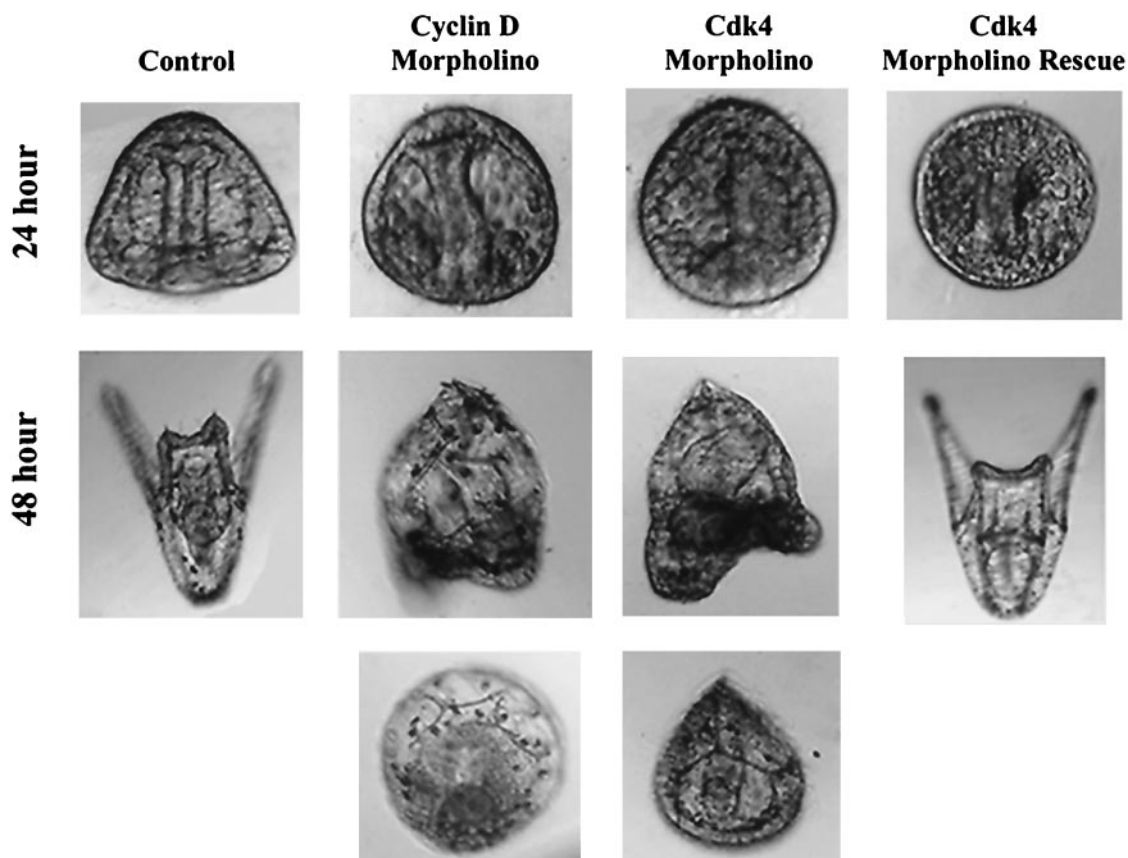 Control
Cyclin D
Morpholino
Cdk4
Morpholino
Cdk4
Morpholino Rescue
24 hour
48 hour